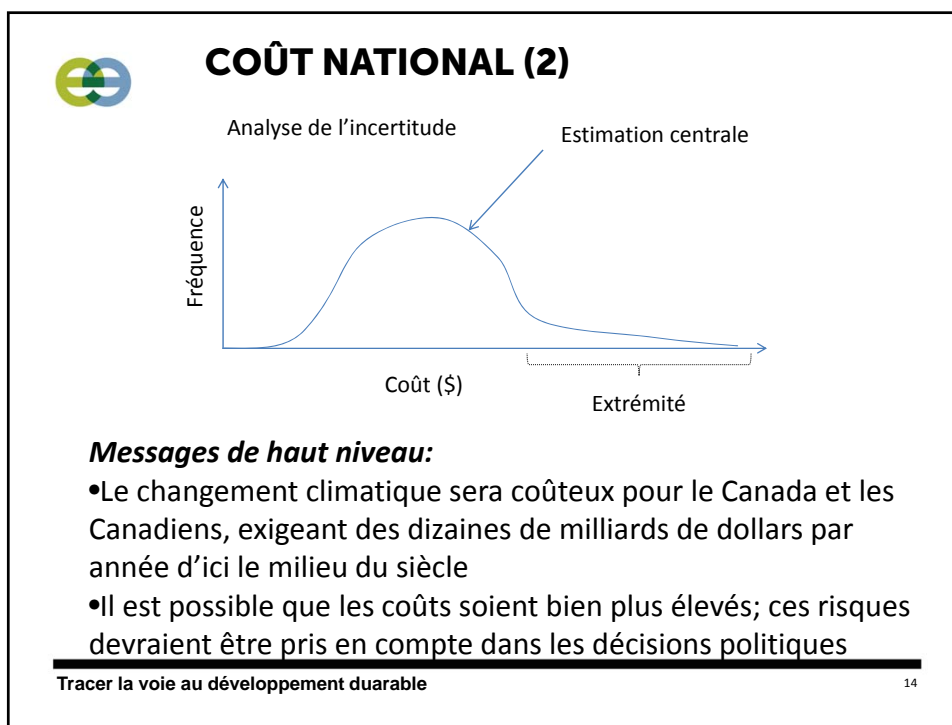 COÛT NATIONAL (2)
Analyse de l’incertitude
Estimation centrale
Fréquence
Coût ($)
Extrémité
Messages de haut niveau:
•Le changement climatique sera coûteux pour le Canada et les
Canadiens, exigeant des dizaines de milliards de dollars par
année d’ici le milieu du siècle
•Il est possible que les coûts soient bien plus élevés; ces risques
devraient être pris en compte dans les décisions politiques
Tracer la voie au développement duarable
14